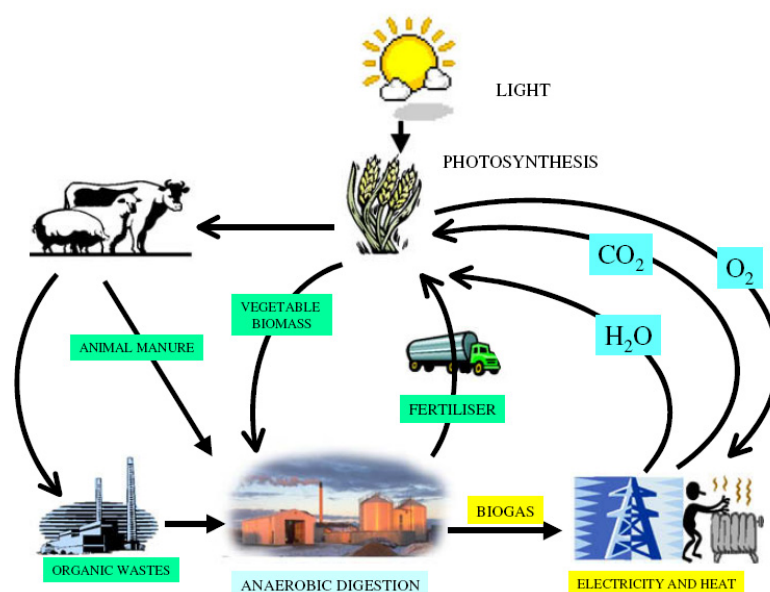 LIGHT
PHOTOSYNTHESIS
CO₂
O₂
VEGETABLE
BIOMASS
H₂O
ANIMAL MANURE
FERTILISER
BIOGAS
ORGANIC WASTES
ANAEROBIC DIGESTION
ELECTRICITY AND HEAT